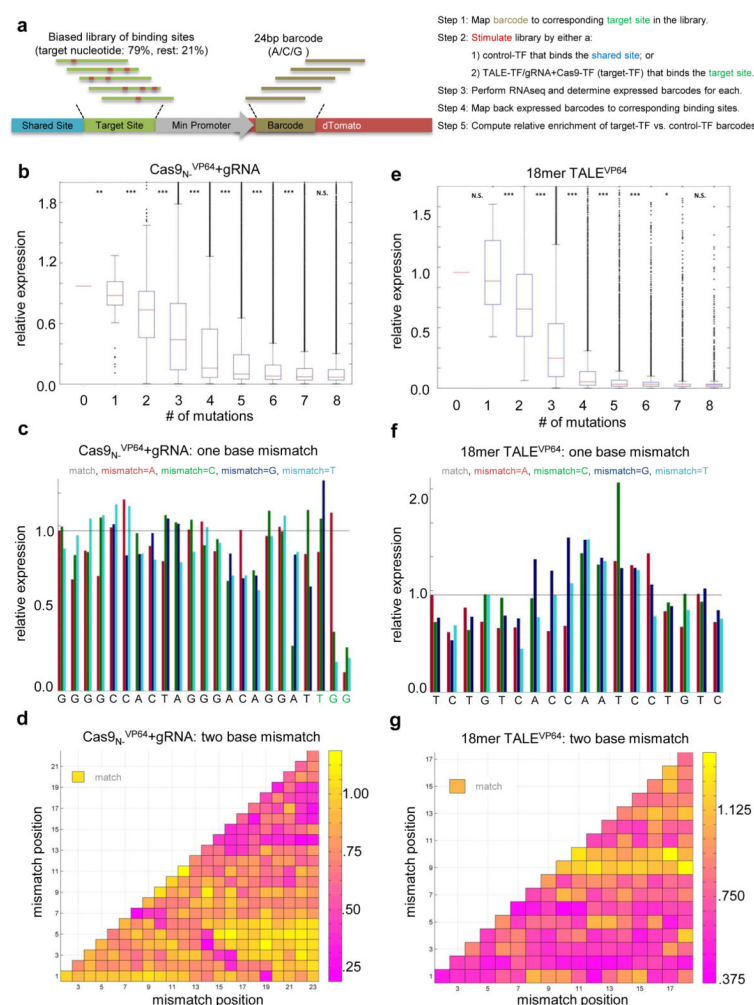 a
Biased library of binding sites
(target nucleotide: 79%, rest: 21%)
24bp barcode
(A/C/G )
Shared Site
Target Site
Min Promoter
Barcode
dTomato
Step 1: Map barcode to corresponding target site in the library.
Step 2: Stimulate library by either a:
1) control-TF that binds the shared site; or
2) TALE-TF/gRNA+Cas9-TF (target-TF) that binds the target site.
Step 3: Perform RNAseq and determine expressed barcodes for each.
Step 4: Map back expressed barcodes to corresponding binding sites.
Step 5: Compute relative enrichment of target-TF vs. control-TF barcodes
b
Cas9N-VP64+gRNA
relative expression
1.8
1.2
0.6
0.0
** *** *** *** *** *** *** N.S.
0 1 2 3 4 5 6 7 8
# of mutations
e
18mer TALEVP64
relative expression
1.5
1.0
0.5
0.0
N.S. *** *** *** *** *** * N.S.
0 1 2 3 4 5 6 7 8
# of mutations
c
Cas9N-VP64+gRNA: one base mismatch
match, mismatch=A, mismatch=C, mismatch=G, mismatch=T
relative expression
1.0
0.5
0.0
G G G G C C A C T A G G G A C A G G A T T G G
f
18mer TALEVP64: one base mismatch
match, mismatch=A, mismatch=C, mismatch=G, mismatch=T
relative expression
2.0
1.0
0.0
T C T G T C A C C A A T C C T G T C
d
Cas9N-VP64+gRNA: two base mismatch
match
mismatch position
21
19
17
15
13
11
9
7
5
3
1
3 5 7 9 11 13 15 17 19 21 23
mismatch position
1.00
.75
.50
.25
g
18mer TALEVP64: two base mismatch
match
mismatch position
17
15
13
11
9
7
5
3
1
3 5 7 9 11 13 15 17
mismatch position
1.125
.750
.375